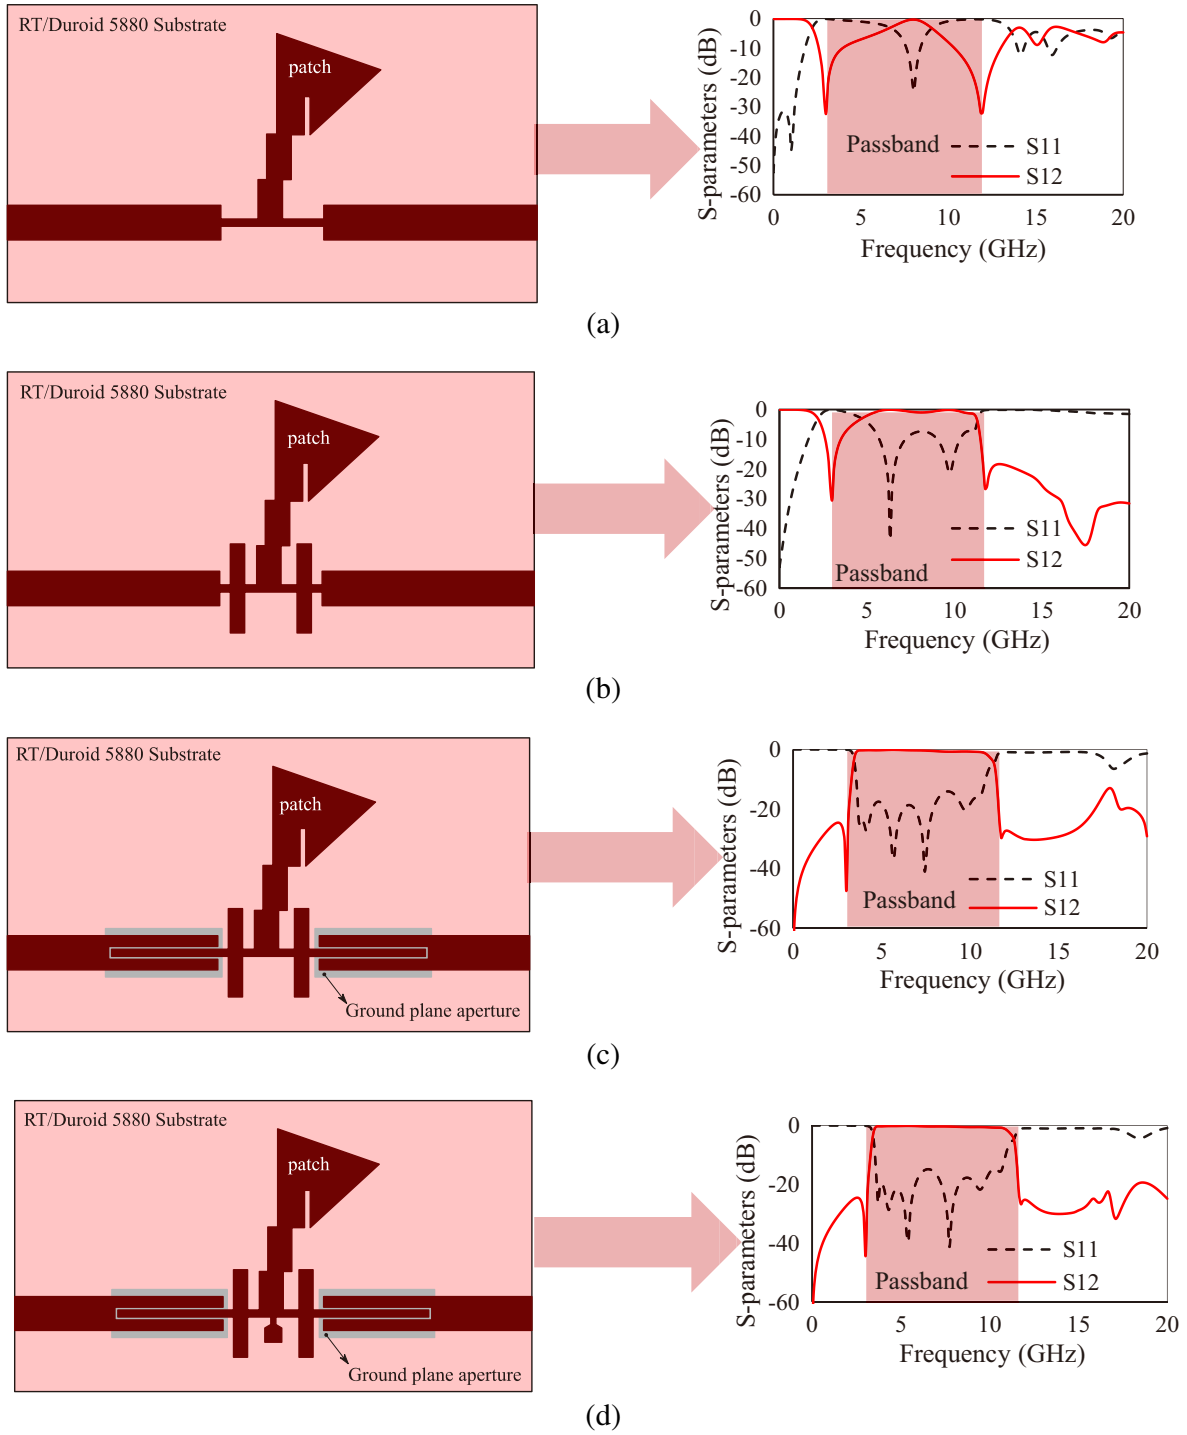 RT/Duroid 5880 Substrate
patch
S-parameters (dB)
0
-10
-20
-30
-40
-50
-60
Passband
S11
S12
0 5 10 15 20
Frequency (GHz)
(a)
RT/Duroid 5880 Substrate
patch
S-parameters (dB)
0
-10
-20
-30
-40
-50
-60
S11
S12
Passband
0 5 10 15 20
Frequency (GHz)
(b)
RT/Duroid 5880 Substrate
patch
Ground plane aperture
S-parameters (dB)
0
-20
-40
-60
S11
Passband
S12
0 5 10 15 20
Frequency (GHz)
(c)
RT/Duroid 5880 Substrate
patch
Ground plane aperture
S-parameters (dB)
0
-20
-40
-60
S11
Passband
S12
0 5 10 15 20
Frequency (GHz)
(d)